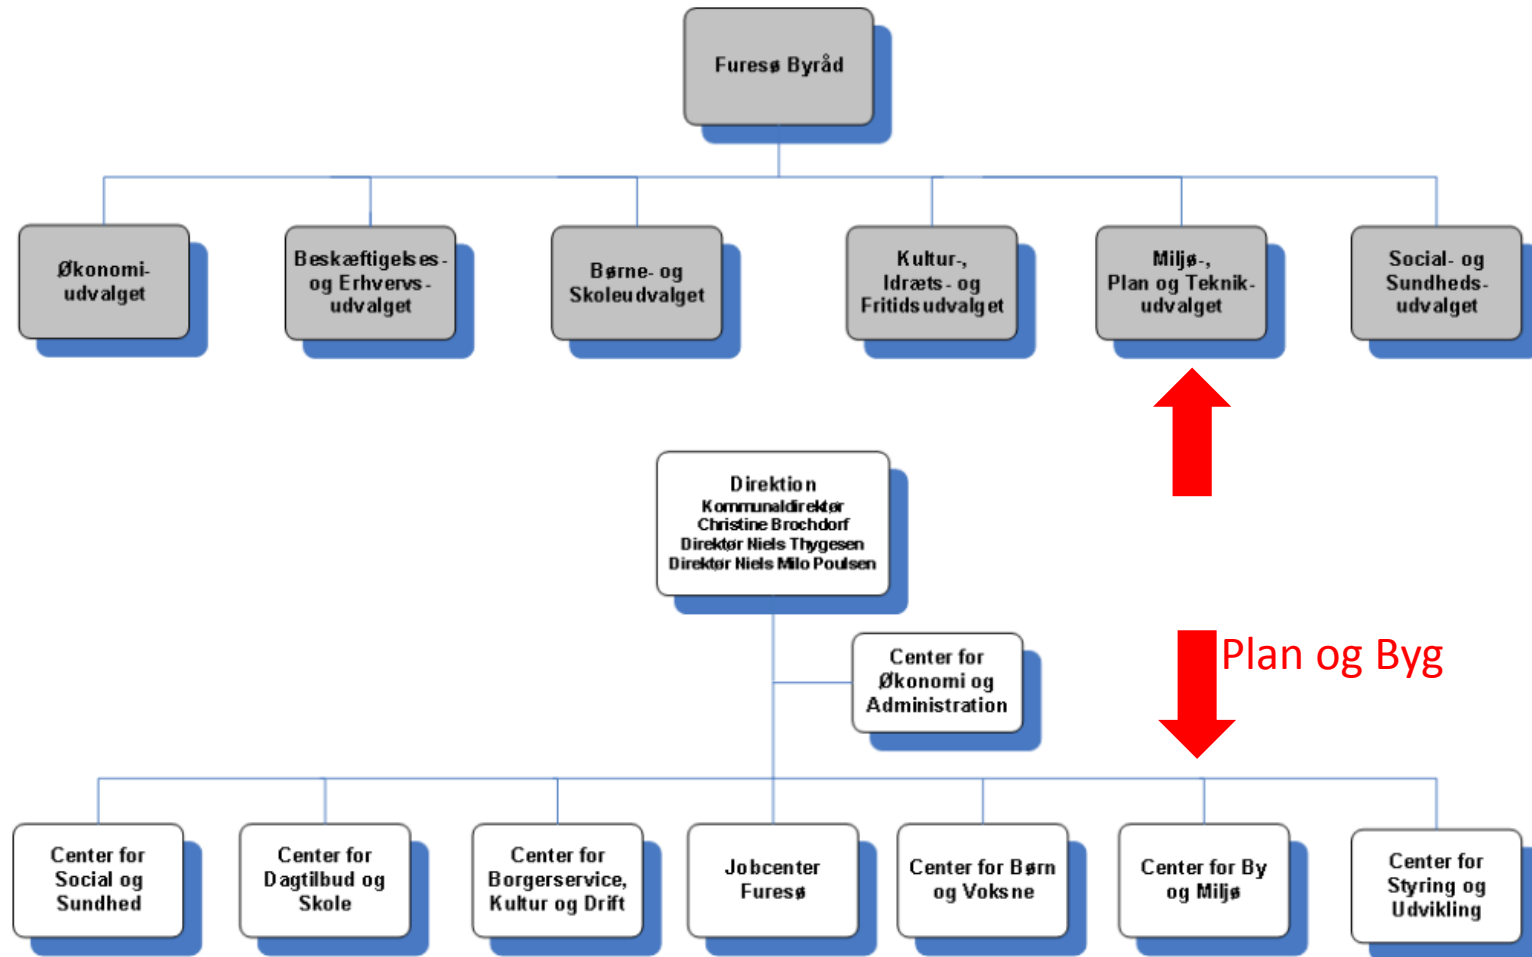 Furesø Byråd
Økonomi-
udvalget
Beskæftigelses-
og Erhvervs-
udvalget
Børne- og
Skoleudvalget
Kultur-,
Idræts- og
Fritidsudvalget
Miljø-,
Plan og Teknik-
udvalget
Social- og
Sundheds-
udvalget
Direktion
Kommunaldirektør
Christine Brochdorf
Direktør Niels Thygesen
Direktør Niels Milo Poulsen
Center for
Økonomi og
Administration
Plan og Byg
Center for
Social og
Sundhed
Center for
Dagtilbud og
Skole
Center for
Borgerservice,
Kultur og Drift
Jobcenter
Furesø
Center for Børn
og Voksne
Center for By
og Miljø
Center for
Styring og
Udvikling